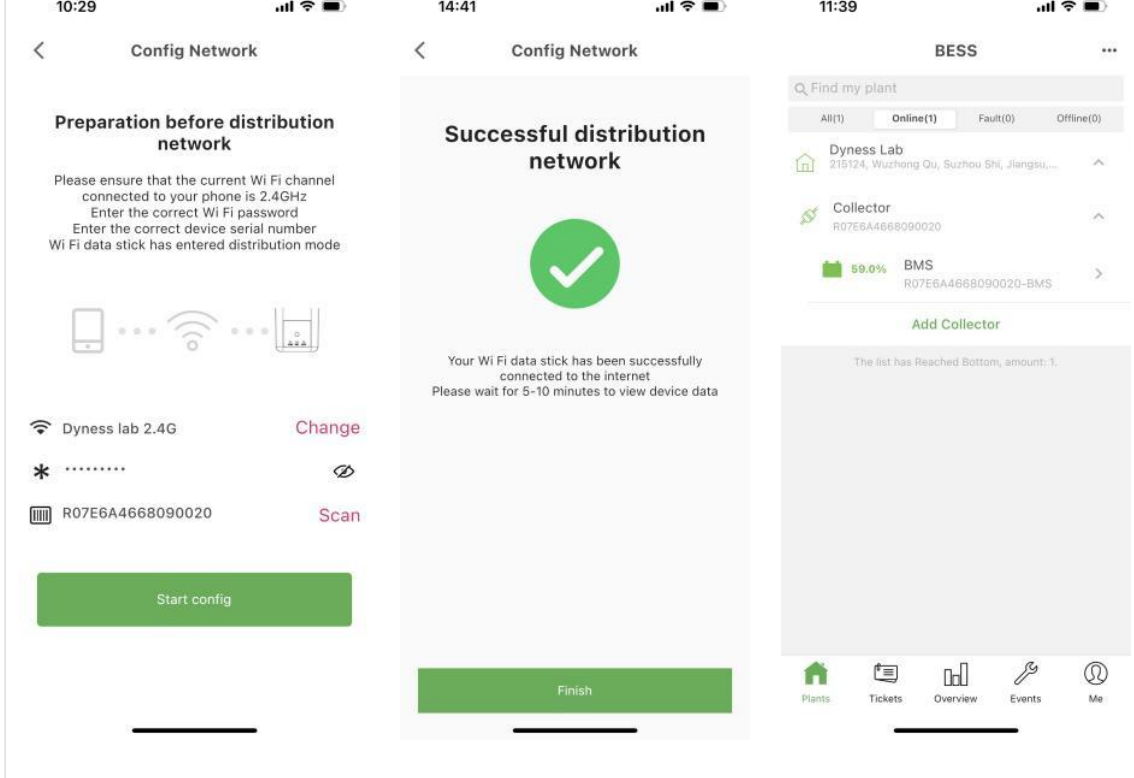 10:29
Config Network
Preparation before distribution
network
Please ensure that the current Wi Fi channel
connected to your phone is 2.4GHz
Enter the correct Wi Fi password
Enter the correct device serial number
Wi Fi data stick has entered distribution mode
Dyness lab 2.4G
Change
R07E6A4668090020
Scan
Start config
14:41
Config Network
Successful distribution
network
Your Wi Fi data stick has been successfully
connected to the internet
Please wait for 5-10 minutes to view device data
Finish
11:39
BESS
Find my plant
All(1) Online(1) Fault(0) Offline(0)
Dyness Lab
215124, Wuzhong Qu, Suzhou Shi, Jiangsu,...
Collector
R07E6A4668090020
59.0% BMS
R07E6A4668090020-BMS
Add Collector
The list has Reached Bottom, amount: 1.
Plants Tickets Overview Events Me